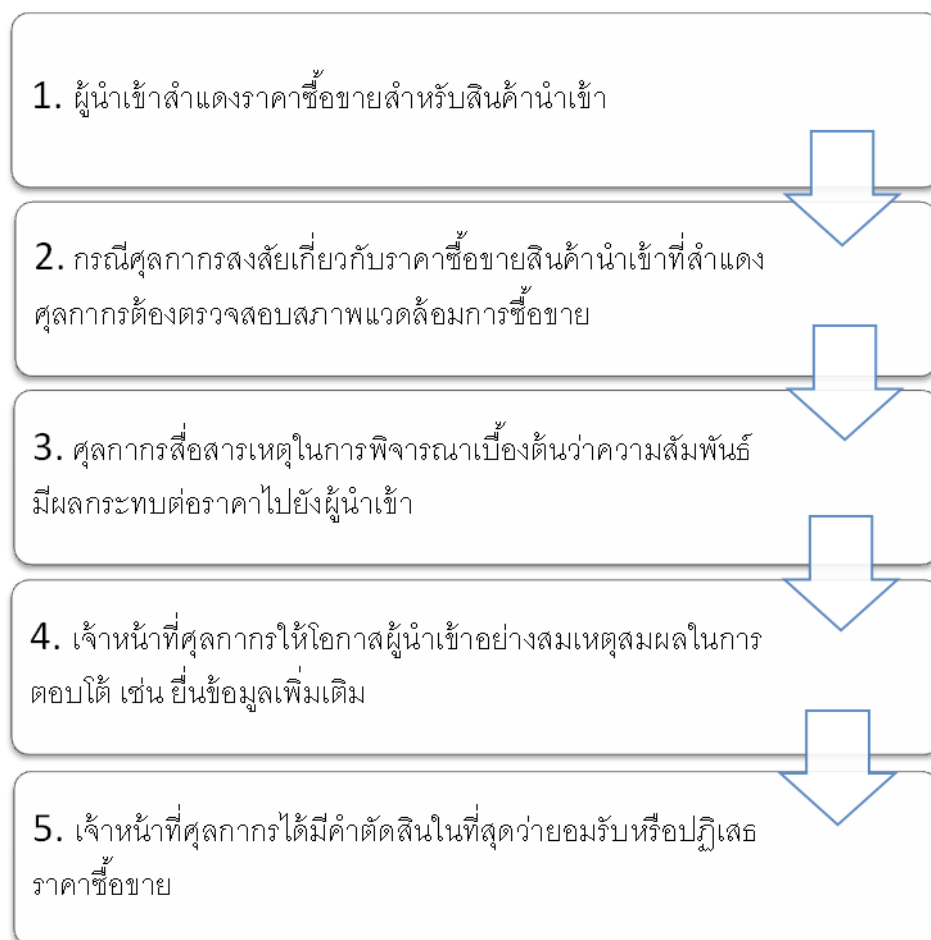 1. ผู้นำเข้าสำแดงราคาซื้อขายสำหรับสินค้านำเข้า
2. กรณีศุลกากรสงสัยเกี่ยวกับราคาซื้อขายสินค้านำเข้าที่สำแดง
ศุลกากรต้องตรวจสอบสภาพแวดล้อมการซื้อขาย
3. ศุลกากรสื่อสารเหตุในการพิจารณาเบื้องต้นว่าความสัมพันธ์
มีผลกระทบต่อราคาไปยังผู้นำเข้า
4. เจ้าหน้าที่ศุลกากรให้โอกาสผู้นำเข้าอย่างสมเหตุสมผลในการ
ตอบโต้ เช่น ยื่นข้อมูลเพิ่มเติม
5. เจ้าหน้าที่ศุลกากรได้มีคำตัดสินในที่สุดว่ายอมรับหรือปฏิเสธ
ราคาซื้อขาย